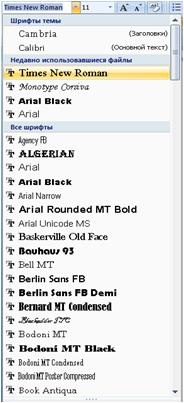 Times New Roman 11
Шрифты темы
Cambria (Заголовки)
Calibri (Основной текст)
Недавно использовавшиеся файлы
Times New Roman
Monotype Corsiva
Arial Black
Arial
Все шрифты
Agency FB
ALGERIAN
Arial
Arial Black
Arial Narrow
Arial Rounded MT Bold
Arial Unicode MS
Baskerville Old Face
Bauhaus 93
Bell MT
Berlin Sans FB
Berlin Sans FB Demi
Bernard MT Condensed
Blackadder ITC
Bodoni MT
Bodoni MT Black
Bodoni MT Condensed
Bodoni MT Poster Compressed
Book Antiqua